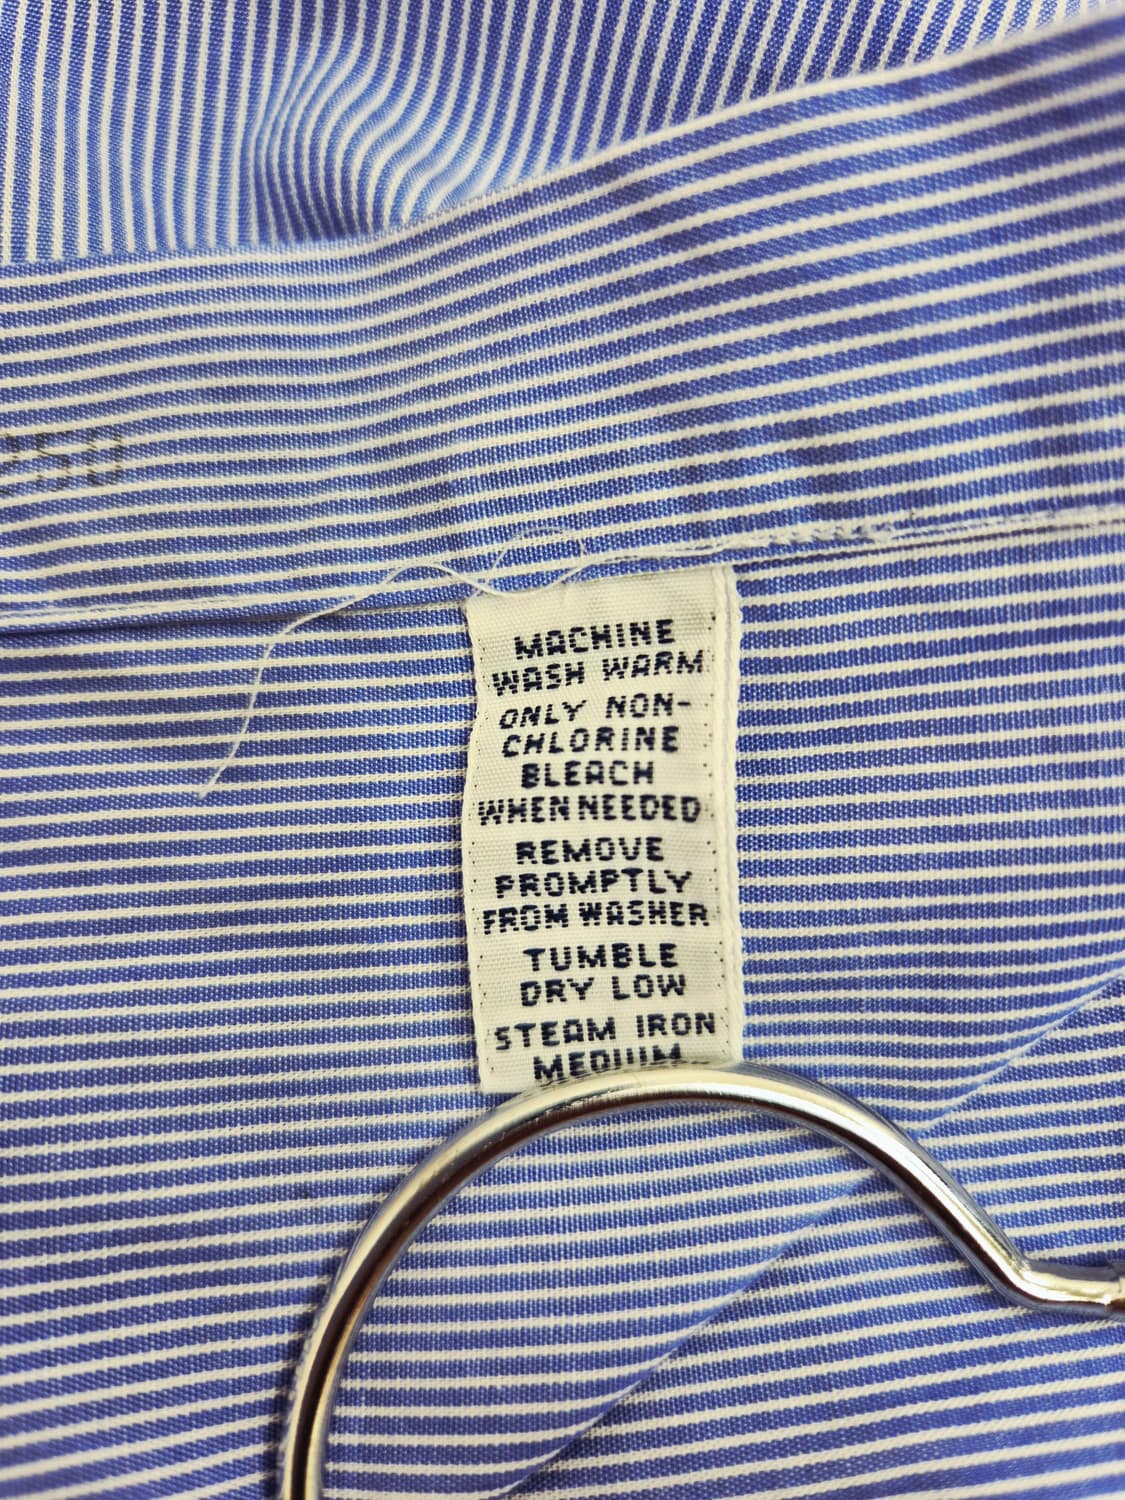 MACHINE
WASH WARM
ONLY NON-
CHLORINE
BLEACH
WHEN NEEDED
REMOVE
PROMPTLY
FROM WASHER
TUMBLE
DRY LOW
STEAM IRON
MEDIUM